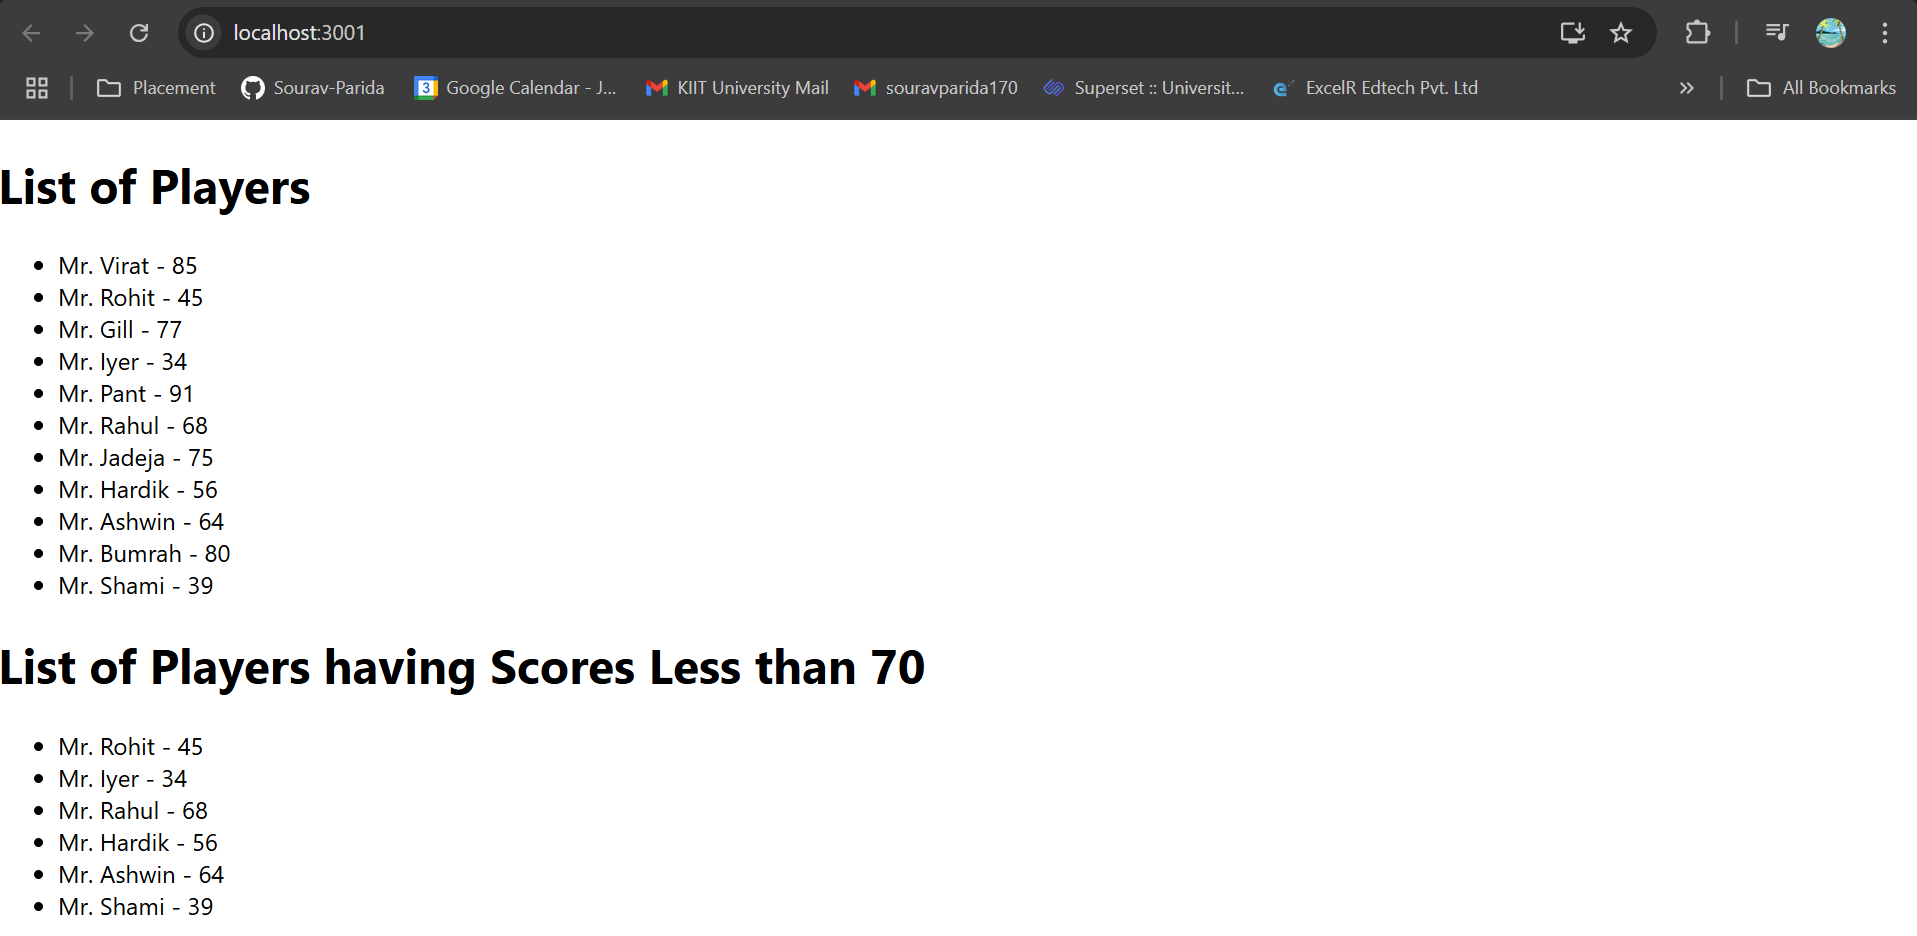 localhost:3001
Placement Sourav-Parida Google Calendar - J... KIIT University Mail souravparida170 Superset :: Universit... ExcelR Edtech Pvt. Ltd » All Bookmarks
List of Players
• Mr. Virat - 85
• Mr. Rohit - 45
• Mr. Gill - 77
• Mr. Iyer - 34
• Mr. Pant - 91
• Mr. Rahul - 68
• Mr. Jadeja - 75
• Mr. Hardik - 56
• Mr. Ashwin - 64
• Mr. Bumrah - 80
• Mr. Shami - 39
List of Players having Scores Less than 70
• Mr. Rohit - 45
• Mr. Iyer - 34
• Mr. Rahul - 68
• Mr. Hardik - 56
• Mr. Ashwin - 64
• Mr. Shami - 39